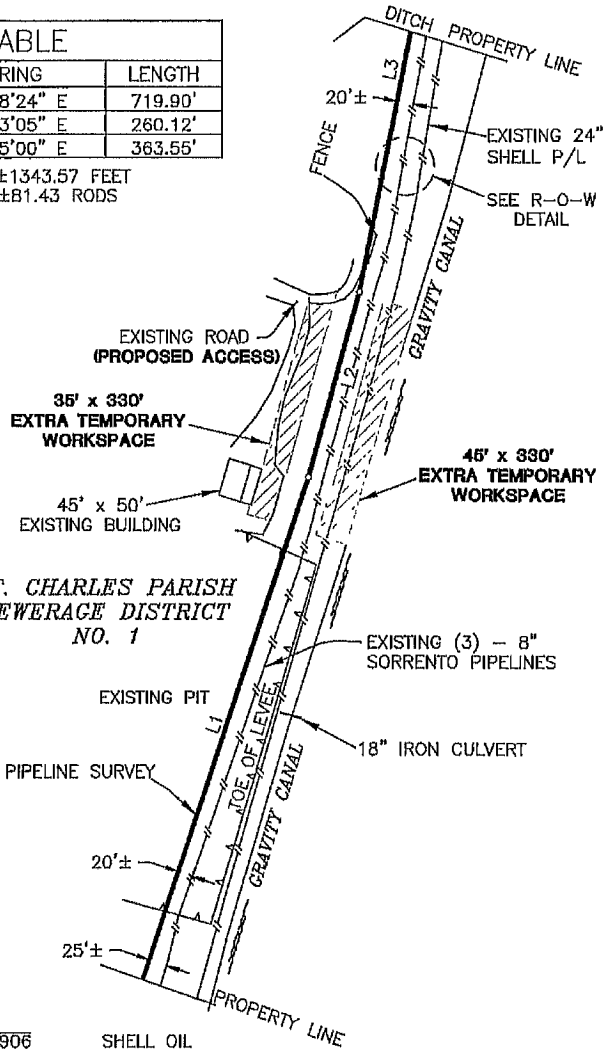 ABLE
RING LENGTH
8'24" E 719.90'
3'05" E 260.12'
5'00" E 363.55'
±1343.57 FEET
±81.43 RODS
DITCH PROPERTY LINE
L3
20'±
EXISTING 24"
SHELL P/L
FENCE
SEE R-O-W
DETAIL
GRAVITY CANAL
EXISTING ROAD
(PROPOSED ACCESS)
L2
35' x 330'
EXTRA TEMPORARY
WORKSPACE
45' x 330'
EXTRA TEMPORARY
WORKSPACE
45' x 50'
EXISTING BUILDING
T. CHARLES PARISH
EWERAGE DISTRICT
NO. 1
EXISTING (3) - 8"
SORRENTO PIPELINES
EXISTING PIT
L1
TOE OF LEVEE
18" IRON CULVERT
PIPELINE SURVEY
GRAVITY CANAL
20'±
25'±
PROPERTY LINE
906 SHELL OIL